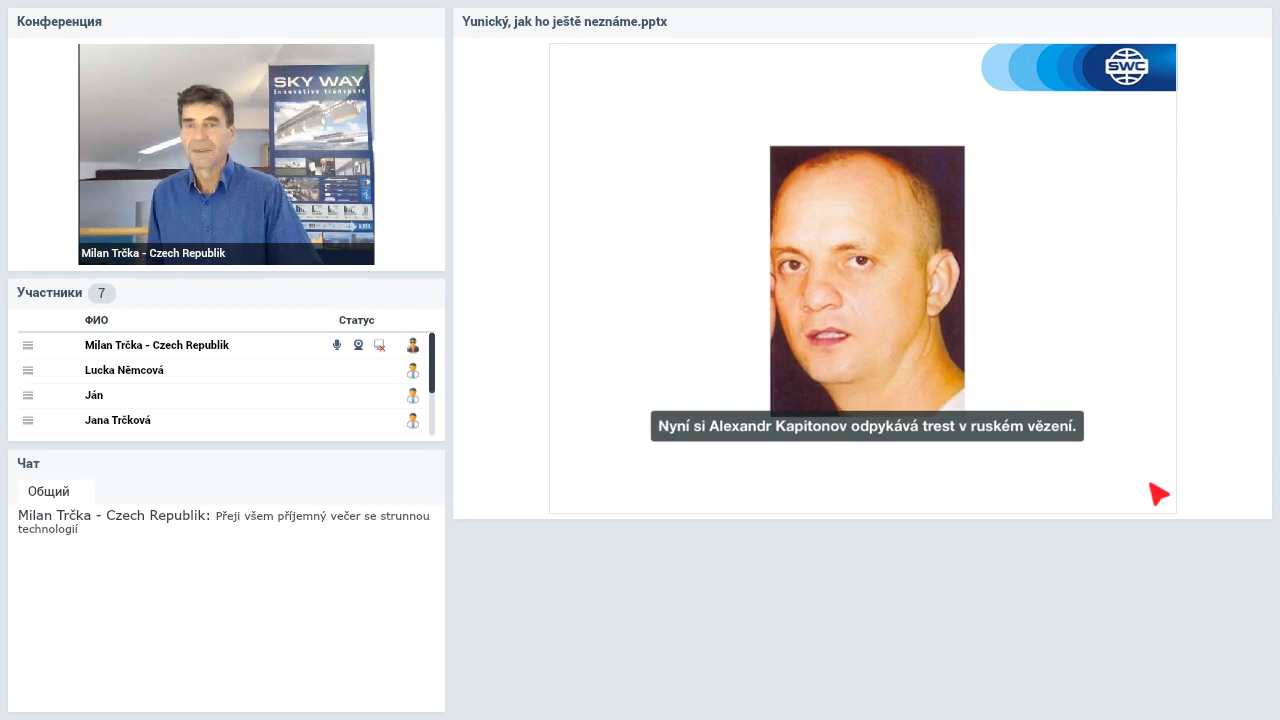 Конференция
SKY WAY
Innovative transport
Milan Trčka - Czech Republik
Участники 7
ФИО Статус
Milan Trčka - Czech Republik
Lucka Němcová
Ján
Jana Trčková
Чат
Общий
Milan Trčka - Czech Republik: Přeji všem příjemný večer se strunnou
technologií
Yunický, jak ho ještě neznáme.pptx
SWC
Nyní si Alexandr Kapitonov odpykává trest v ruském vězení.